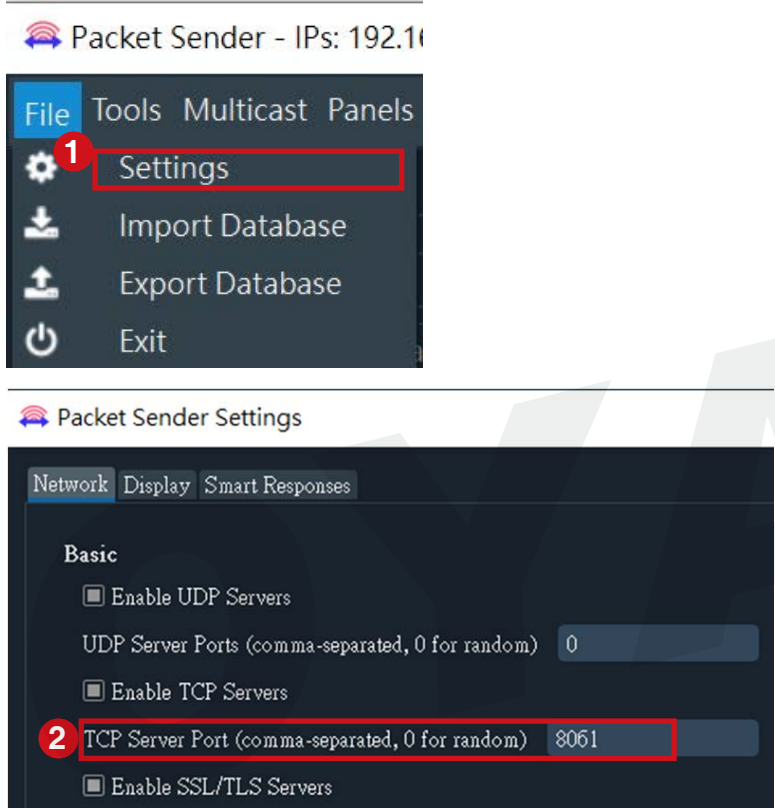 Packet Sender - IPs: 192.16
File Tools Multicast Panels
1
Settings
Import Database
Export Database
Exit
Packet Sender Settings
Network Display Smart Responses
Basic
Enable UDP Servers
UDP Server Ports (comma-separated, 0 for random) 0
Enable TCP Servers
2 TCP Server Port (comma-separated, 0 for random) 8061
Enable SSL/TLS Servers